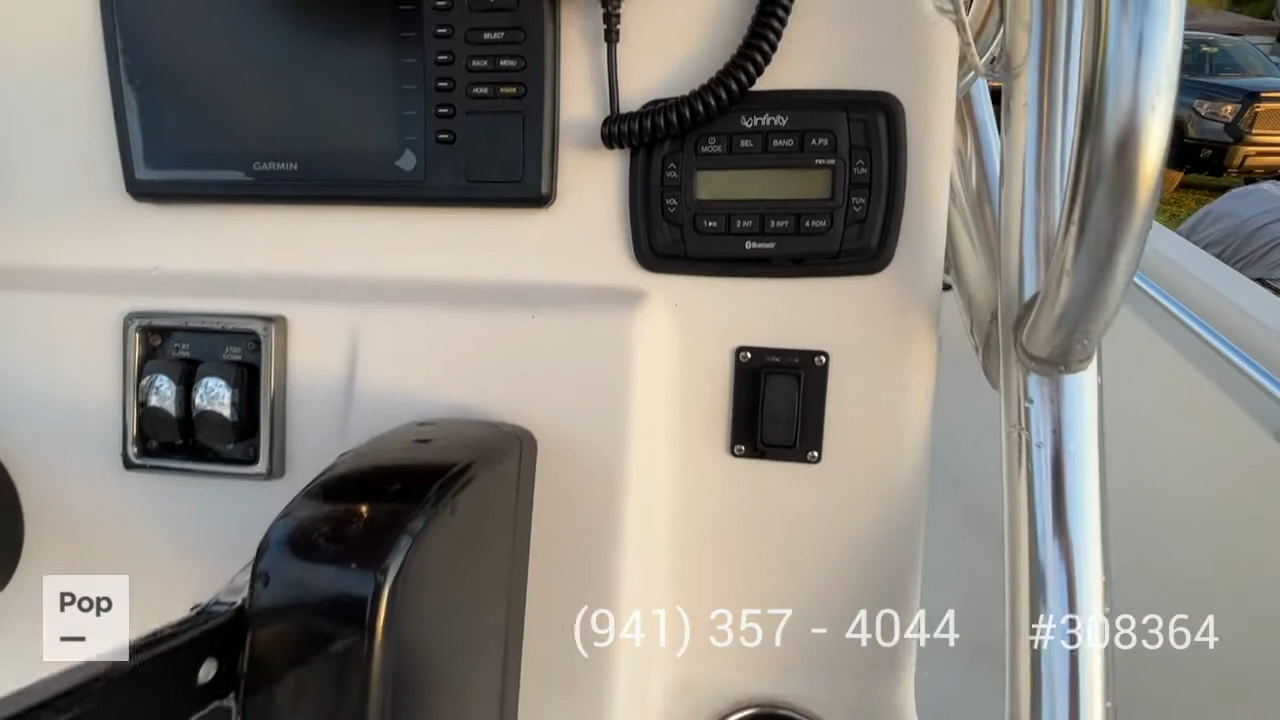 SELECT
BACK MENU
HOME MARK
GARMIN
Infinity
MODE SEL BAND A.PS
VOL TUN
VOL TUN
1 2 INT 3 RPT 4 RDM
Bluetooth
Pop
(941) 357 - 4044 #308364